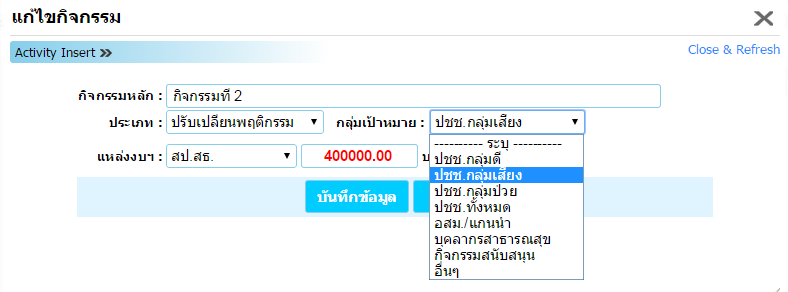 แก้ไขกิจกรรม
Activity Insert
Close & Refresh
กิจกรรมหลัก : กิจกรรมที่ 2
ประเภท : ปรับเปลี่ยนพฤติกรรม กลุ่มเป้าหมาย : ปชช.กลุ่มเสี่ยง
---------- ระบุ ----------
ปชช.กลุ่มดี
ปชช.กลุ่มเสี่ยง
ปชช.กลุ่มป่วย
ปชช.ทั้งหมด
อสม./แกนนำ
บุคลากรสาธารณสุข
กิจกรรมสนับสนุน
อื่นๆ
แหล่งงบฯ : สป.สธ. 400000.00
บันทึกข้อมูล